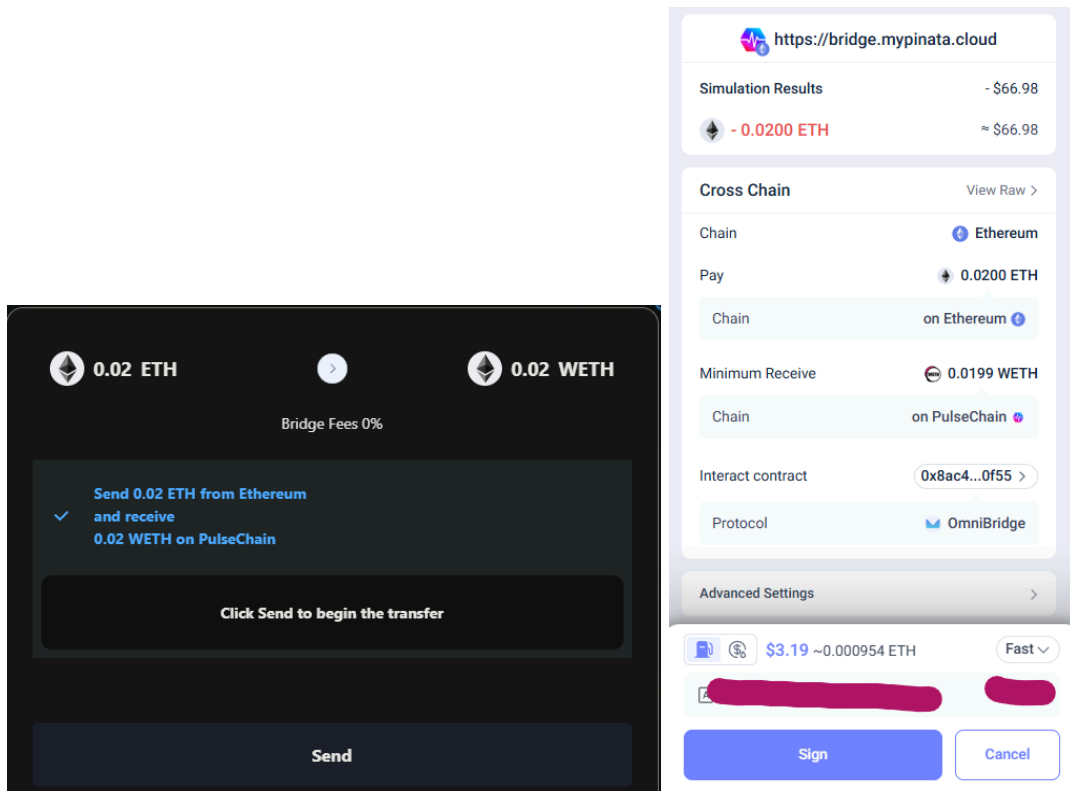 0.02 ETH
0.02 WETH
Bridge Fees 0%
Send 0.02 ETH from Ethereum
and receive
0.02 WETH on PulseChain
Click Send to begin the transfer
Send
https://bridge.mypinata.cloud
Simulation Results - $66.98
- 0.0200 ETH ≈ $66.98
Cross Chain View Raw >
Chain Ethereum
Pay 0.0200 ETH
Chain on Ethereum
Minimum Receive 0.0199 WETH
Chain on PulseChain
Interact contract 0x8ac4...0f55 >
Protocol OmniBridge
Advanced Settings >
$3.19 ~0.000954 ETH Fast
Sign Cancel